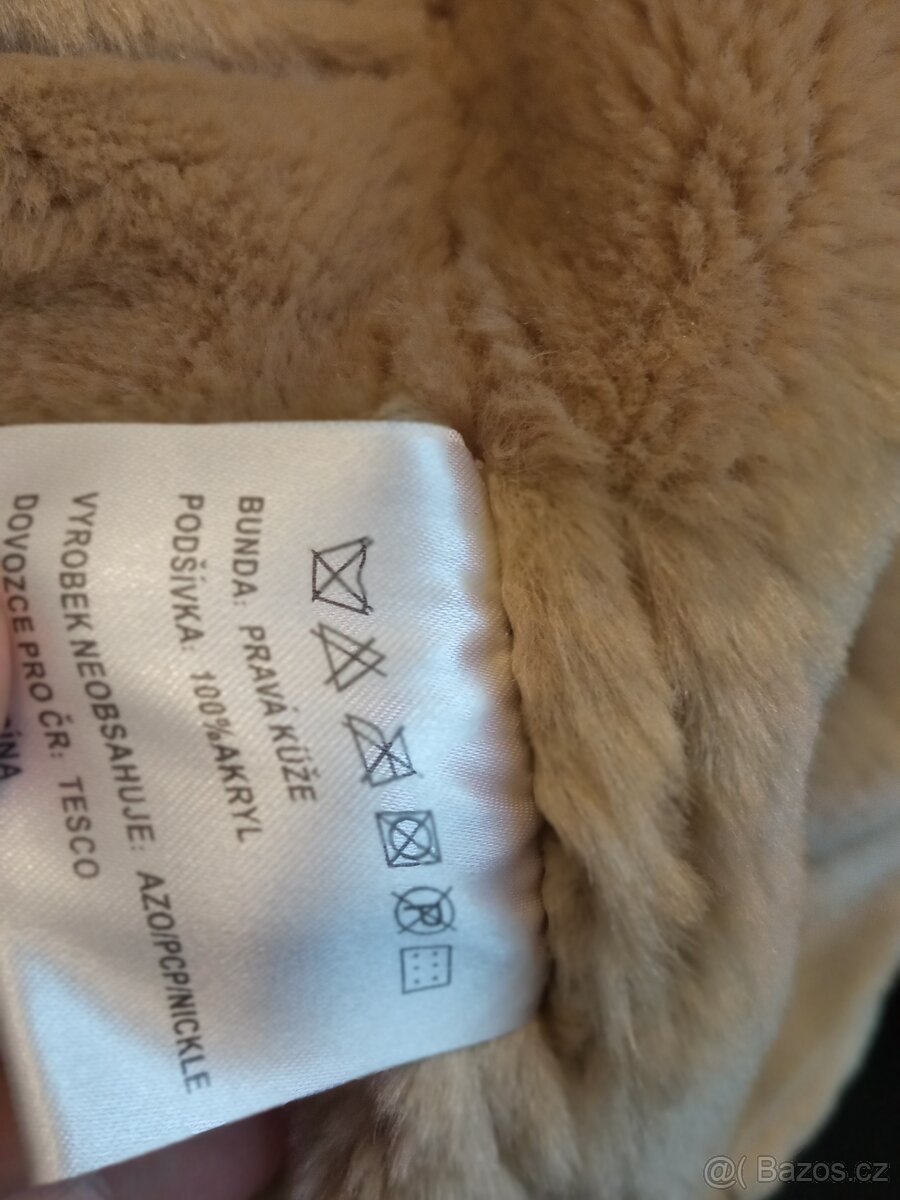 BUNDA: PRAVÁ KŮŽE
PODŠÍVKA: 100%AKRYL
VYROBEK NEOBSAHUJE: AZO/PCP/NICKLE
DOVOZCE PRO ČR: TESCO
@( Bazos.cz